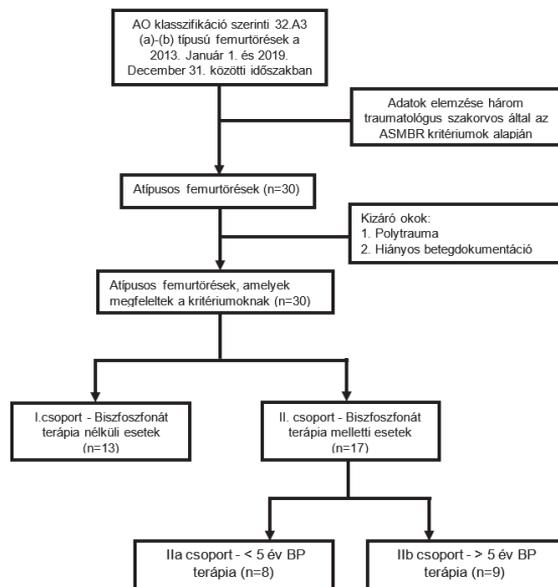 AO klasszifikáció szerinti 32.A3
(a)-(b) típusú femurtörések a
2013. Január 1. és 2019.
December 31. közötti időszakban
Adatok elemzése három
traumatológus szakorvos által az
ASMBR kritériumok alapján
Atípusos femurtörések (n=30)
Kizáró okok:
1. Polytrauma
2. Hiányos betegdokumentáció
Atípusos femurtörések, amelyek
megfeleltek a kritériumoknak (n=30)
I.csoport - Biszfoszfonát
terápia nélküli esetek
(n=13)
II. csoport - Biszfoszfonát
terápia melletti esetek
(n=17)
IIa csoport - < 5 év BP
terápia (n=8)
IIb csoport - > 5 év BP
terápia (n=9)